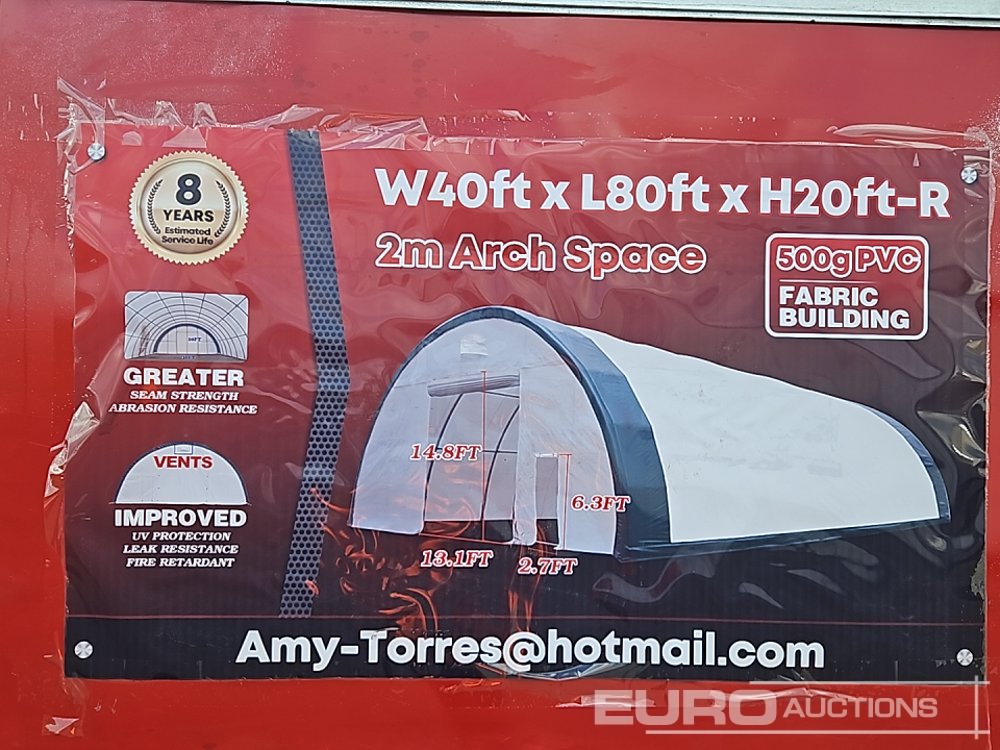 W40ft x L80ft x H20ft-R
2m Arch Space
500g PVC
FABRIC
BUILDING
8
YEARS
Estimated
Service Life
GREATER
SEAM STRENGTH
ABRASION RESISTANCE
VENTS
IMPROVED
UV PROTECTION
LEAK RESISTANCE
FIRE RETARDANT
14.8FT
6.3FT
13.1FT
2.7FT
Amy-Torres@hotmail.com
EURO AUCTIONS